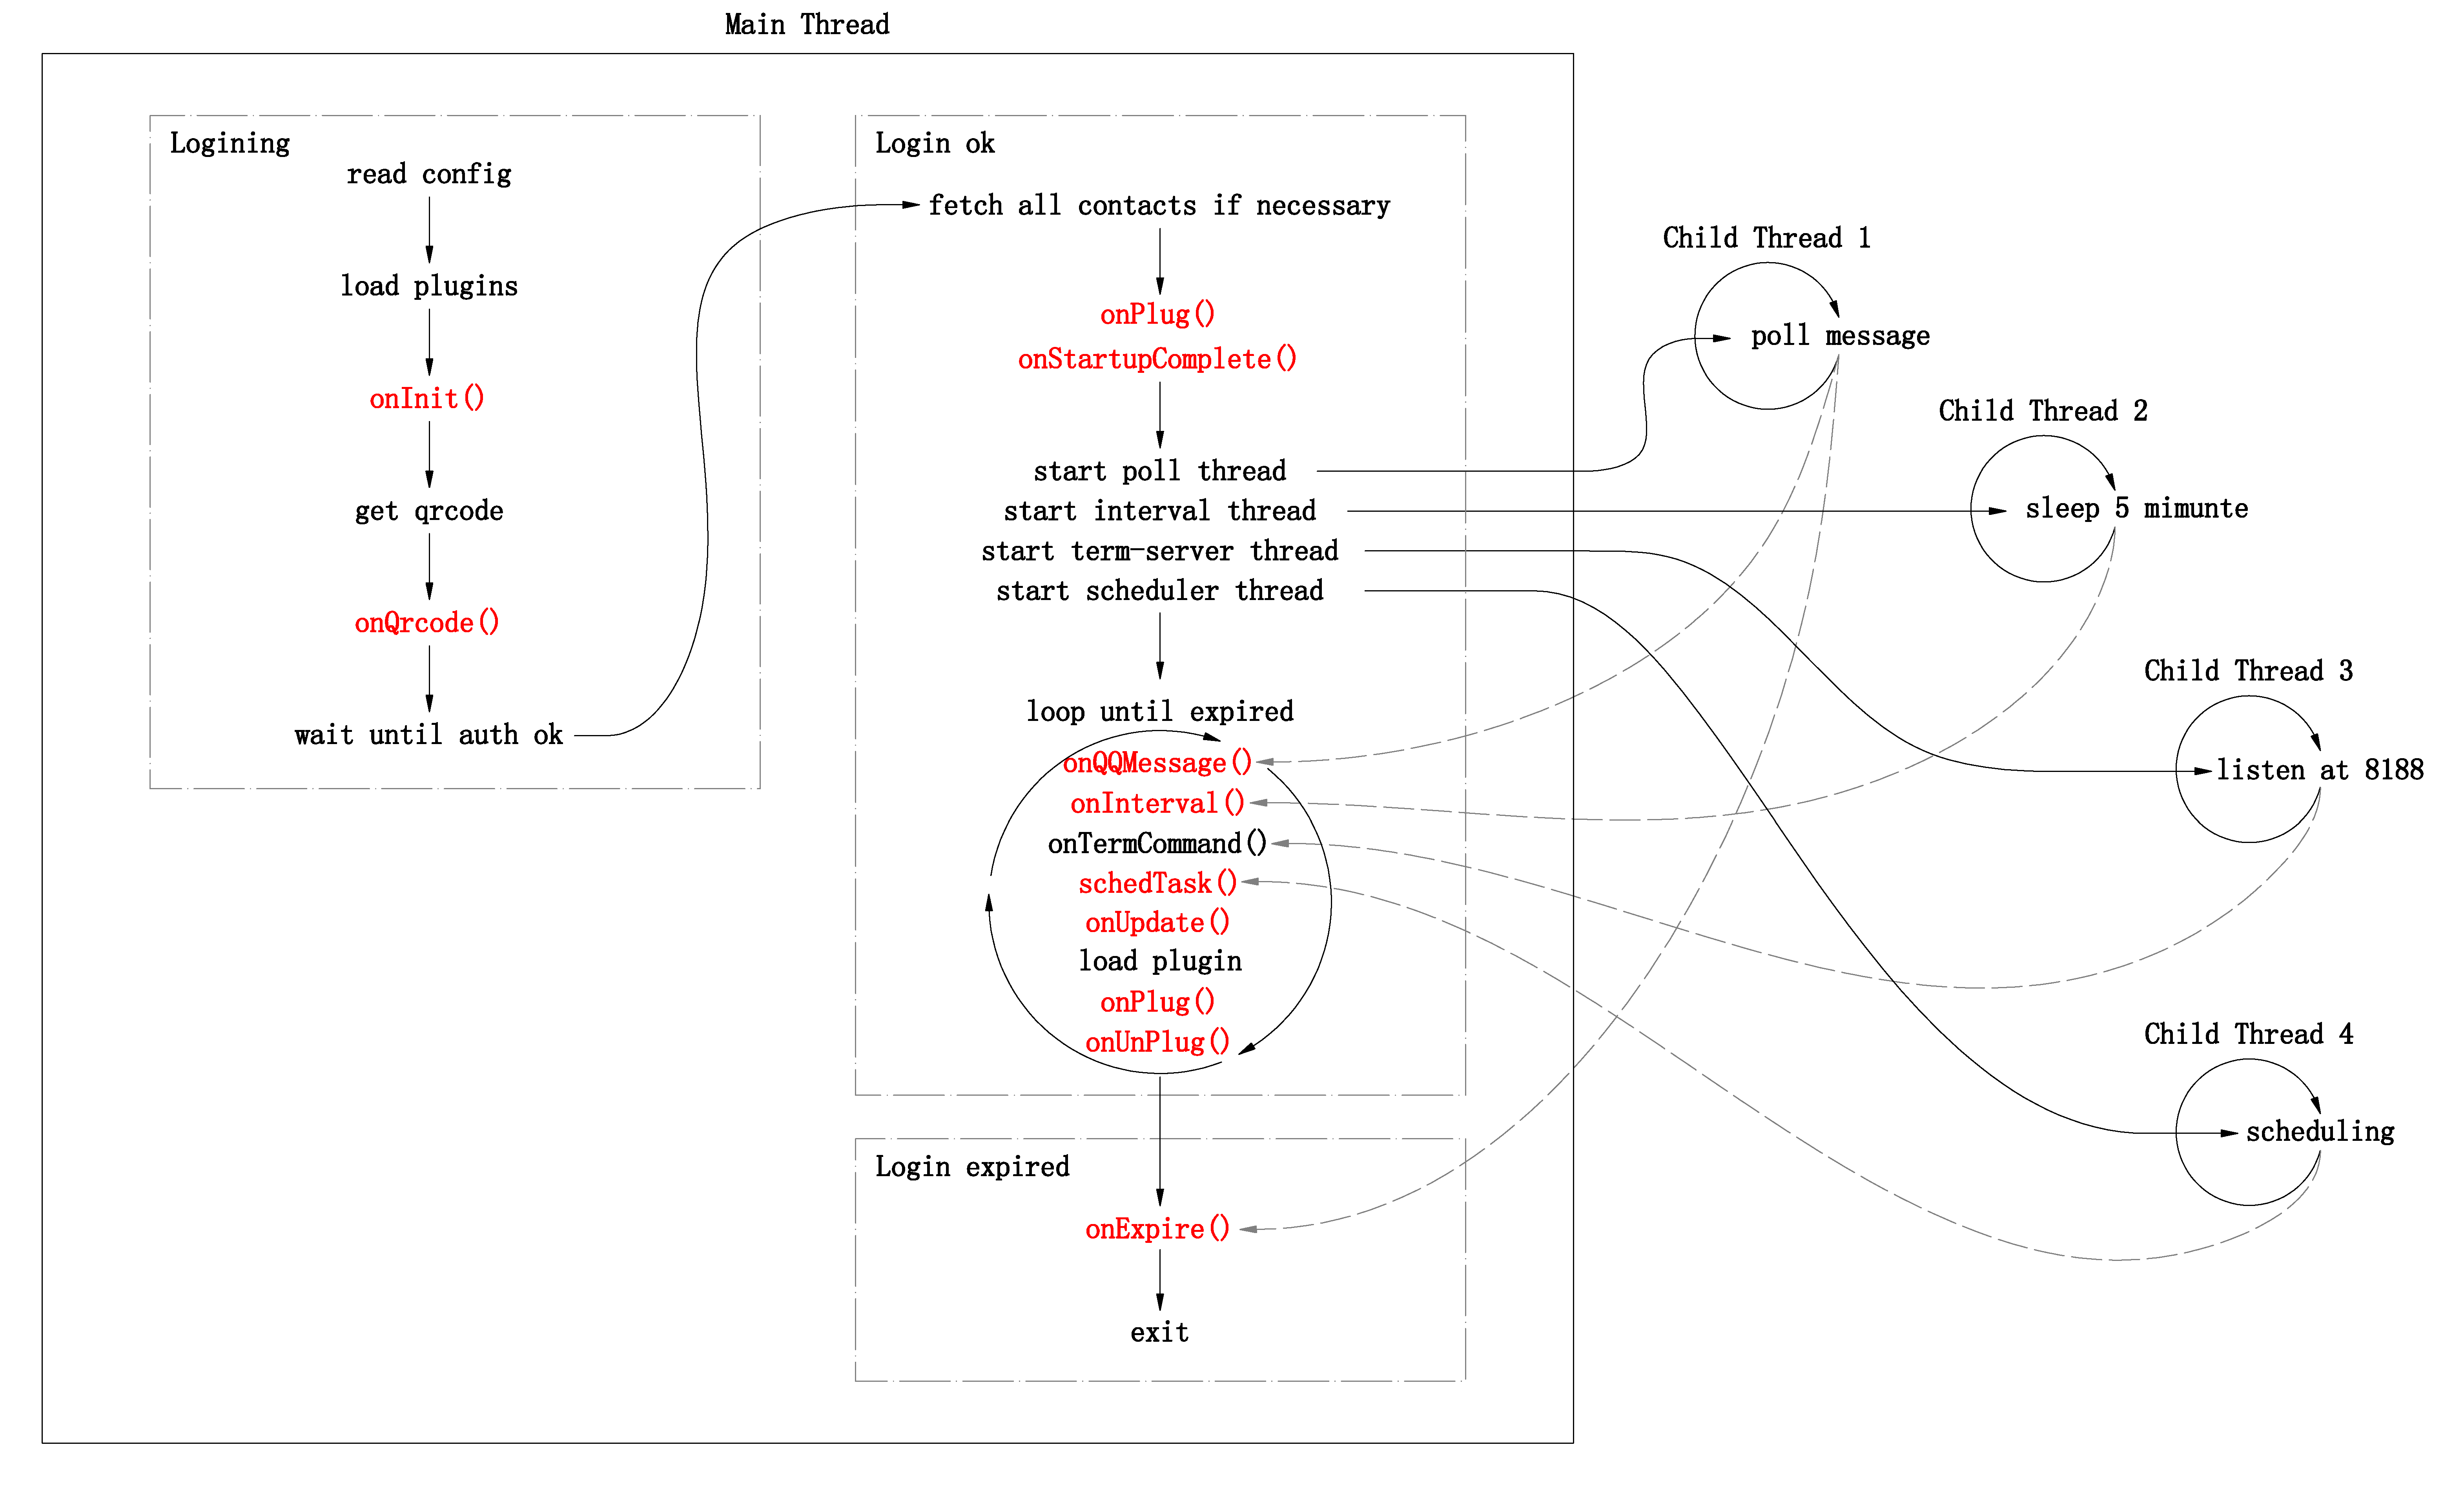 Main Thread
Logining
read config
load plugins
onInit()
get qrcode
onQrcode()
wait until auth ok
Login ok
fetch all contacts if necessary
onPlug()
onStartupComplete()
start poll thread
start interval thread
start term-server thread
start scheduler thread
loop until expired
onQQMessage()
onInterval()
onTermCommand()
schedTask()
onUpdate()
load plugin
onPlug()
onUnPlug()
Login expired
onExpire()
exit
Child Thread 1
poll message
Child Thread 2
sleep 5 mimunte
Child Thread 3
listen at 8188
Child Thread 4
scheduling